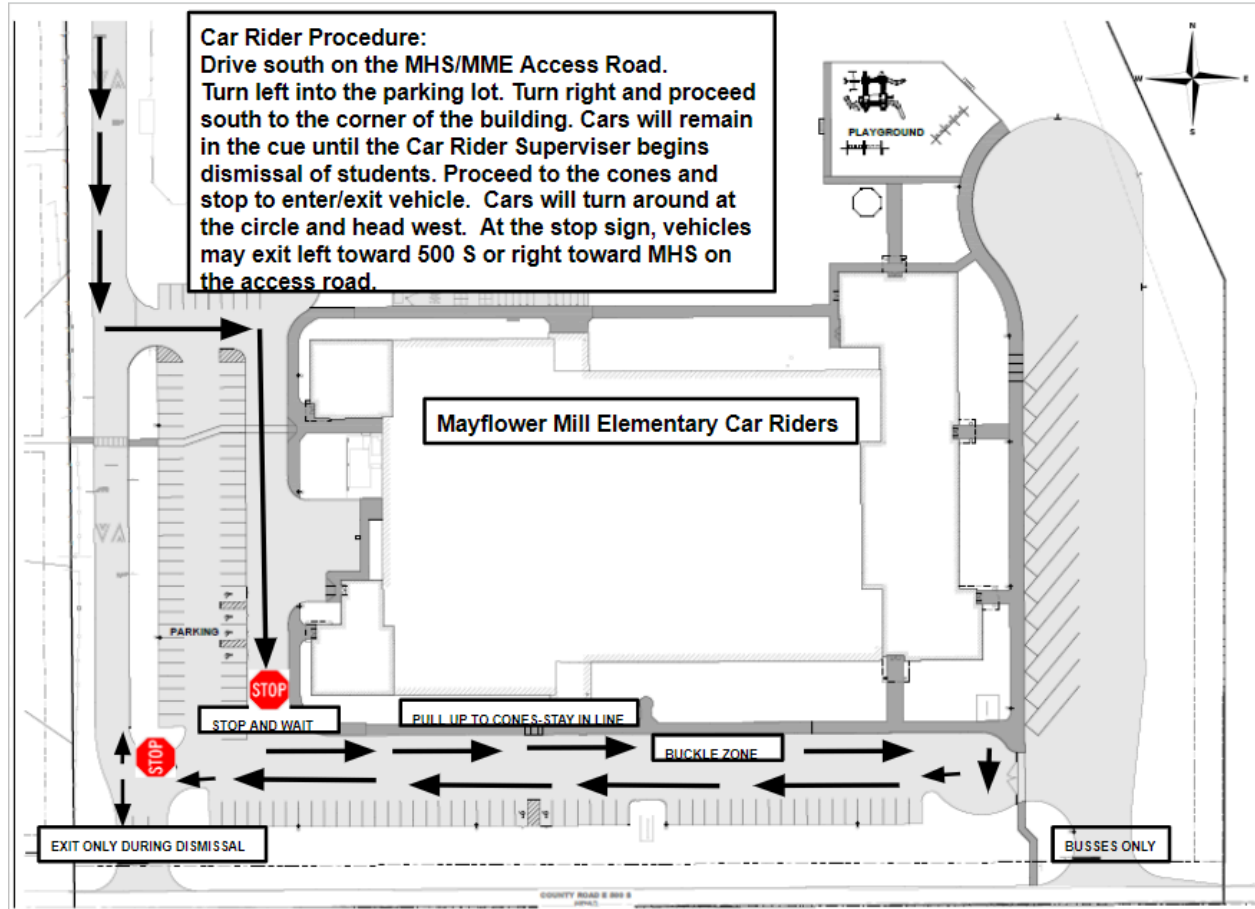 Car Rider Procedure:
Drive south on the MHS/MME Access Road.
Turn left into the parking lot. Turn right and proceed
south to the corner of the building. Cars will remain
in the cue until the Car Rider Superviser begins
dismissal of students. Proceed to the cones and
stop to enter/exit vehicle. Cars will turn around at
the circle and head west. At the stop sign, vehicles
may exit left toward 500 S or right toward MHS on
the access road.
N
W
E
S
PLAYGROUND
Mayflower Mill Elementary Car Riders
PARKING
STOP
STOP AND WAIT
PULL UP TO CONES-STAY IN LINE
STOP
BUCKLE ZONE
EXIT ONLY DURING DISMISSAL
BUSSES ONLY
COUNTY ROAD E 500 S